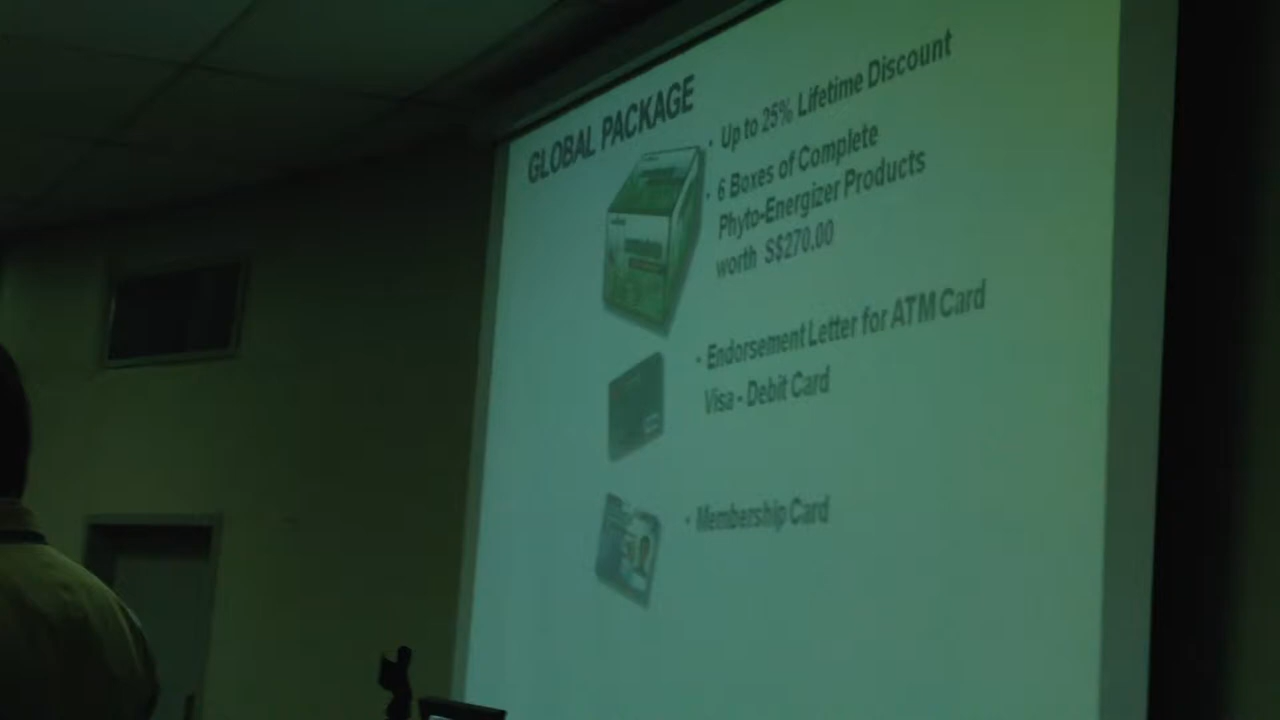 GLOBAL PACKAGE
· Up to 25% Lifetime Discount
· 6 Boxes of Complete
Phyto-Energizer Products
worth S$270.00
· Endorsement Letter for ATM Card
Visa - Debit Card
· Membership Card